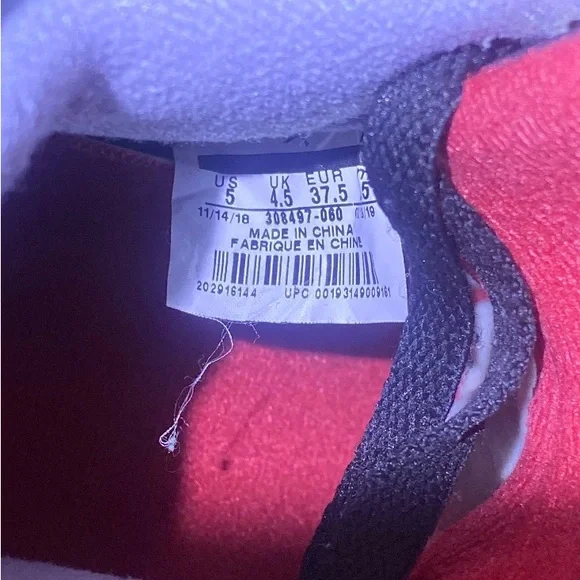 US UK EUR
5 4.5 37.5
11/14/18 308497-060
MADE IN CHINA
FABRIQUE EN CHINE
202916144 UPC 00193149009161